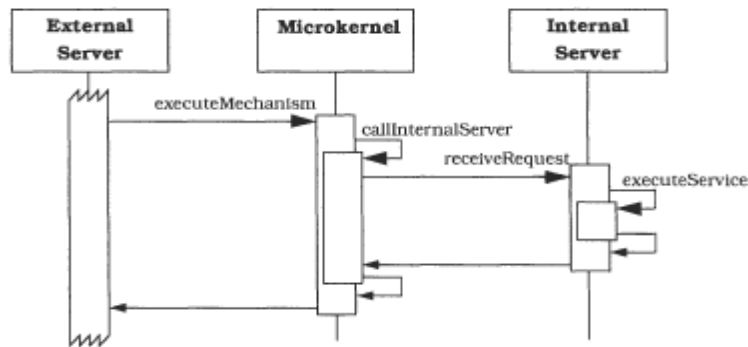 External
Server
Microkernel
Internal
Server
executeMechanism
callInternalServer
receiveRequest
executeService